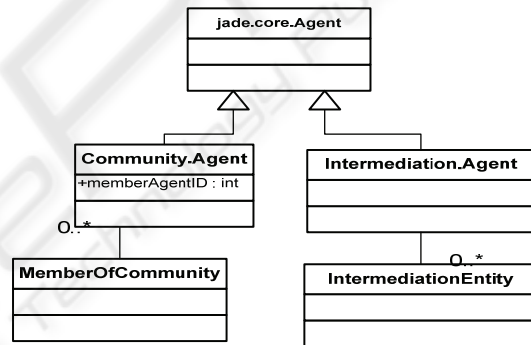 jade.core.Agent
Community.Agent
+memberAgentID : int
Intermediation.Agent
0..*
MemberOfCommunity
0..*
IntermediationEntity